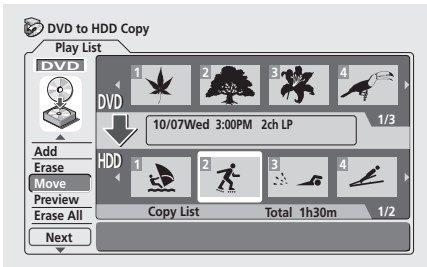 DVD to HDD Copy
Play List
DVD
DVD
1 2 3 4
1/3
10/07Wed 3:00PM 2ch LP
HDD
1 2 3 4
Copy List Total 1h30m 1/2
Add
Erase
Move
Preview
Erase All
Next